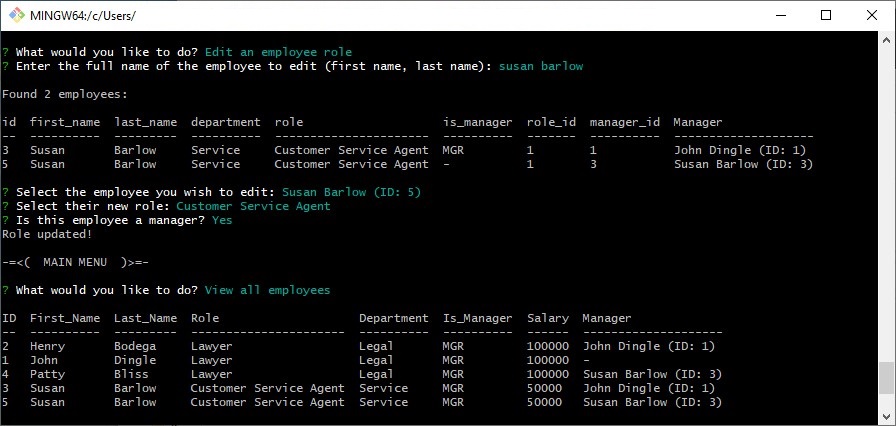 MINGW64:/c/Users/
? What would you like to do? Edit an employee role
? Enter the full name of the employee to edit (first name, last name): susan barlow
Found 2 employees:
id  first_name  last_name  department  role                    is_manager  role_id  manager_id  Manager
--  ----------  ---------  ----------  ----------------------  ----------  -------  ----------  --------------------
3   Susan       Barlow     Service     Customer Service Agent  MGR         1        1           John Dingle (ID: 1)
5   Susan       Barlow     Service     Customer Service Agent  -           1        3           Susan Barlow (ID: 3)
? Select the employee you wish to edit: Susan Barlow (ID: 5)
? Select their new role: Customer Service Agent
? Is this employee a manager? Yes
Role updated!
-=<(  MAIN MENU  )>=-
? What would you like to do? View all employees
ID  First_Name  Last_Name  Role                    Department  Is_Manager  Salary  Manager
--  ----------  ---------  ----------------------  ----------  ----------  ------  --------------------
2   Henry       Bodega     Lawyer                  Legal       MGR         100000  John Dingle (ID: 1)
1   John        Dingle     Lawyer                  Legal       MGR         100000  -
4   Patty       Bliss      Lawyer                  Legal       MGR         100000  Susan Barlow (ID: 3)
3   Susan       Barlow     Customer Service Agent  Service     MGR         50000   John Dingle (ID: 1)
5   Susan       Barlow     Customer Service Agent  Service     MGR         50000   Susan Barlow (ID: 3)